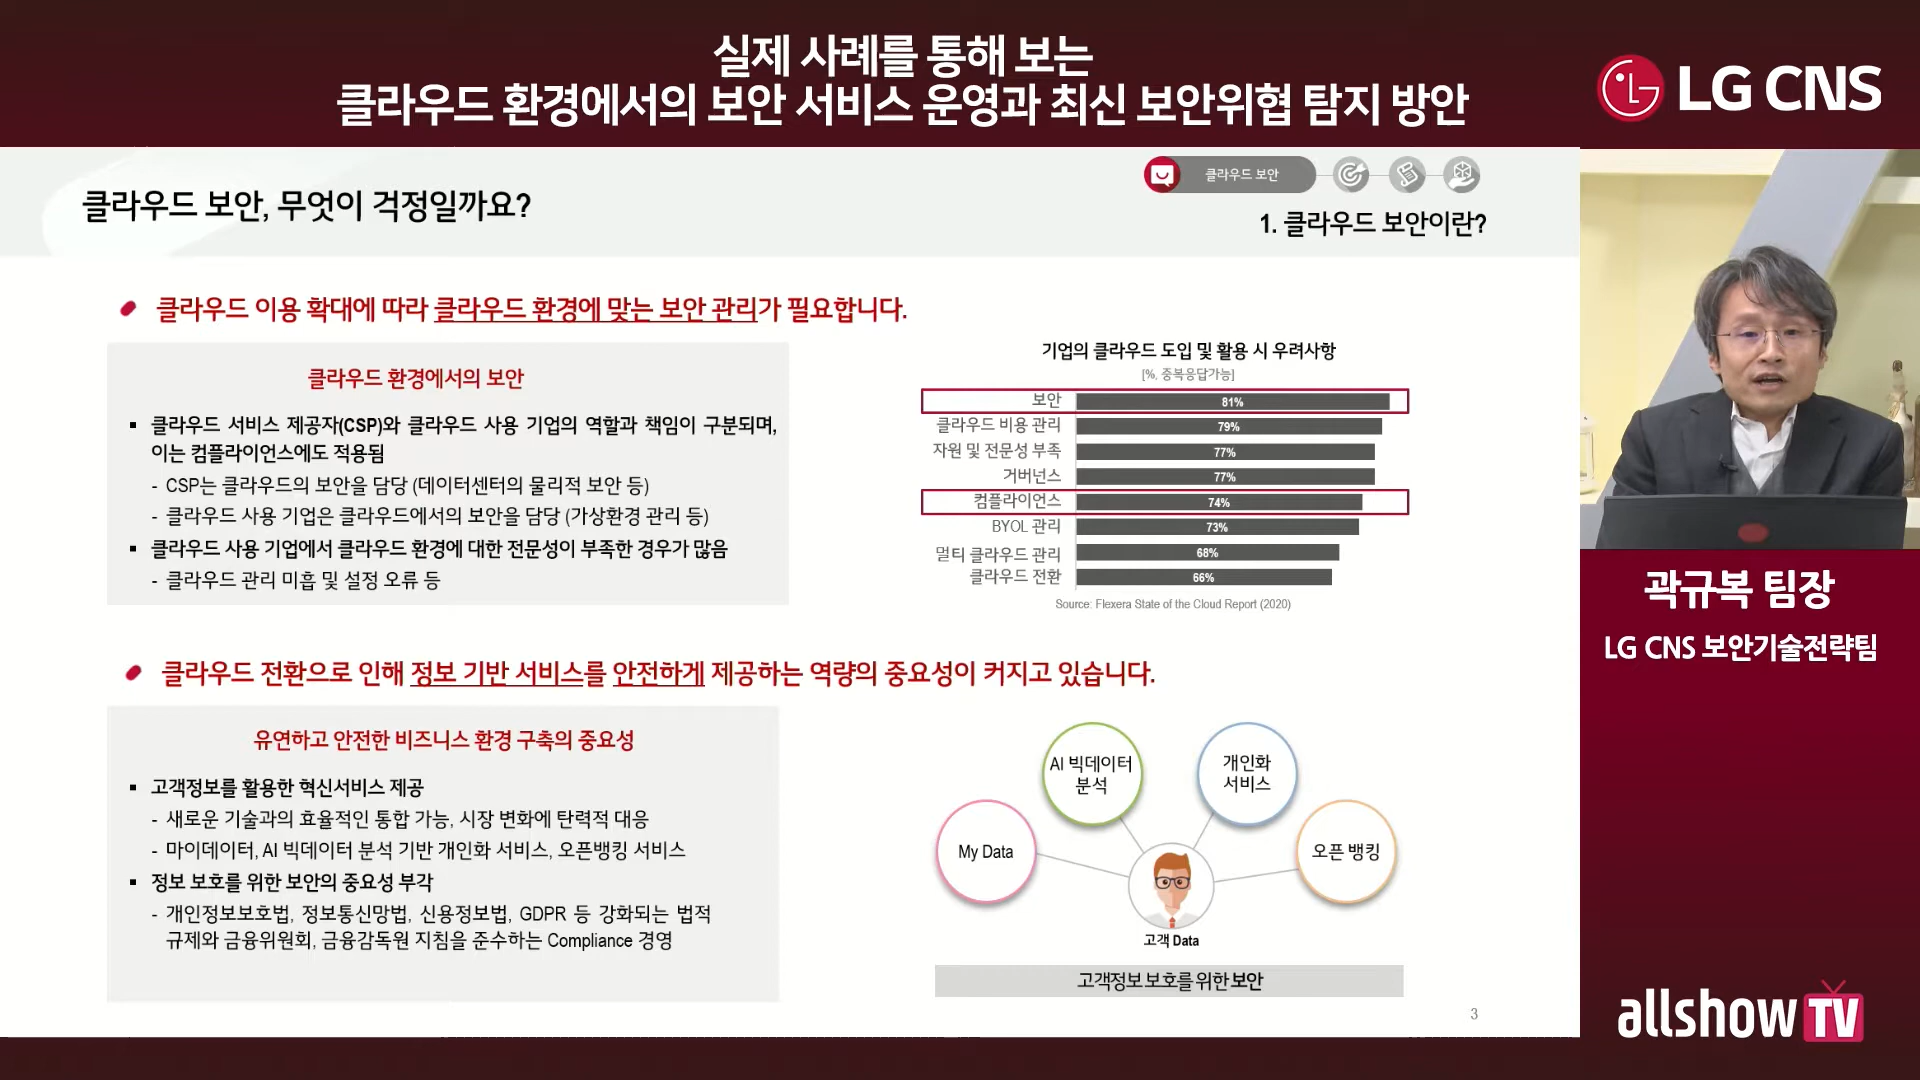 실제 사례를 통해 보는
클라우드 환경에서의 보안 서비스 운영과 최신 보안위협 탐지 방안
LG CNS
클라우드 보안, 무엇이 걱정일까요?
클라우드 보안
1. 클라우드 보안이란?
클라우드 이용 확대에 따라 클라우드 환경에 맞는 보안 관리가 필요합니다.
클라우드 환경에서의 보안
▪ 클라우드 서비스 제공자(CSP)와 클라우드 사용 기업의 역할과 책임이 구분되며,
이는 컴플라이언스에도 적용됨
- CSP는 클라우드의 보안을 담당 (데이터센터의 물리적 보안 등)
- 클라우드 사용 기업은 클라우드에서의 보안을 담당 (가상환경 관리 등)
▪ 클라우드 사용 기업에서 클라우드 환경에 대한 전문성이 부족한 경우가 많음
- 클라우드 관리 미흡 및 설정 오류 등
기업의 클라우드 도입 및 활용 시 우려사항
[%, 중복응답가능]
보안 81%
클라우드 비용 관리 79%
자원 및 전문성 부족 77%
거버넌스 77%
컴플라이언스 74%
BYOL 관리 73%
멀티 클라우드 관리 68%
클라우드 전환 66%
Source: Flexera State of the Cloud Report (2020)
클라우드 전환으로 인해 정보 기반 서비스를 안전하게 제공하는 역량의 중요성이 커지고 있습니다.
유연하고 안전한 비즈니스 환경 구축의 중요성
▪ 고객정보를 활용한 혁신서비스 제공
- 새로운 기술과의 효율적인 통합 가능, 시장 변화에 탄력적 대응
- 마이데이터, AI 빅데이터 분석 기반 개인화 서비스, 오픈뱅킹 서비스
▪ 정보 보호를 위한 보안의 중요성 부각
- 개인정보보호법, 정보통신망법, 신용정보법, GDPR 등 강화되는 법적
규제와 금융위원회, 금융감독원 지침을 준수하는 Compliance 경영
My Data
AI 빅데이터
분석
개인화
서비스
오픈 뱅킹
고객 Data
고객정보 보호를 위한 보안
3
곽규복 팀장
LG CNS 보안기술전략팀
allshow TV